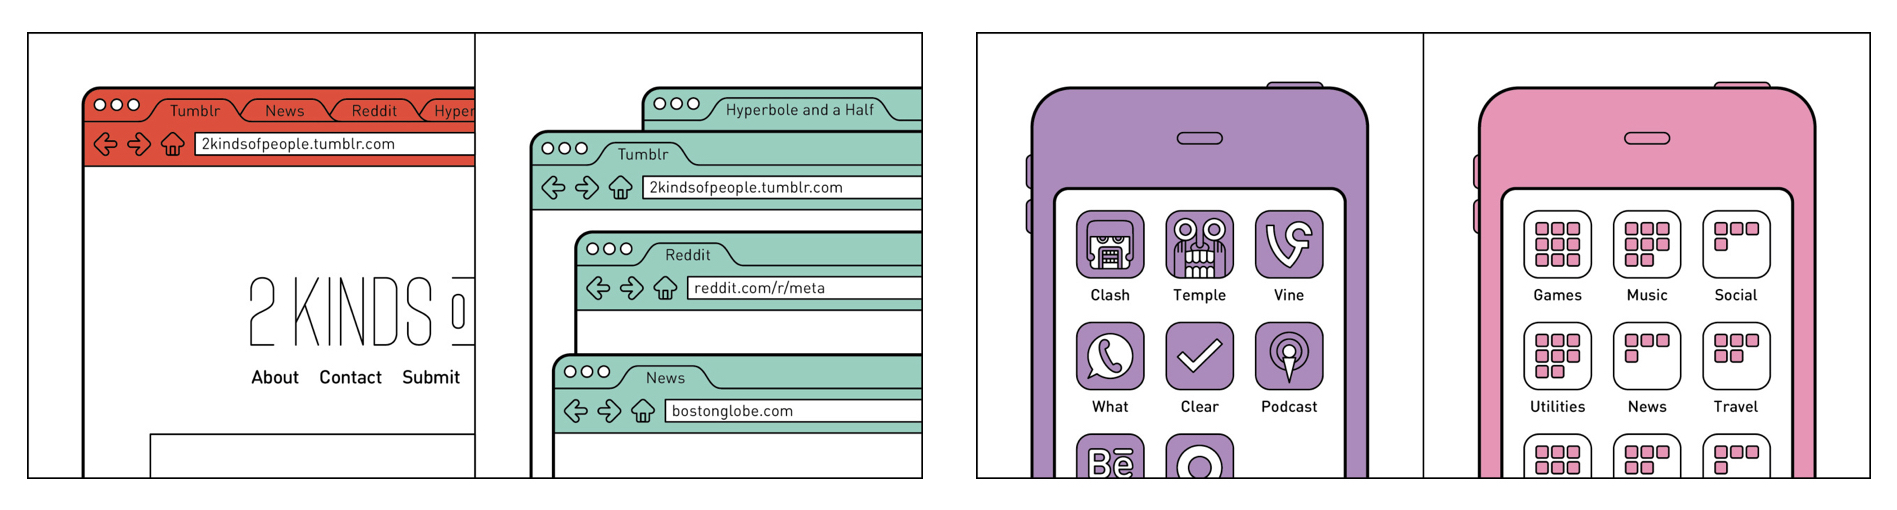 Tumblr News Reddit Hyper
2kindsofpeople.tumblr.com
2 KINDS O
About Contact Submit
Hyperbole and a Half
Tumblr
2kindsofpeople.tumblr.com
Reddit
reddit.com/r/meta
News
bostonglobe.com
Clash Temple Vine
What Clear Podcast
Bē
Games Music Social
Utilities News Travel